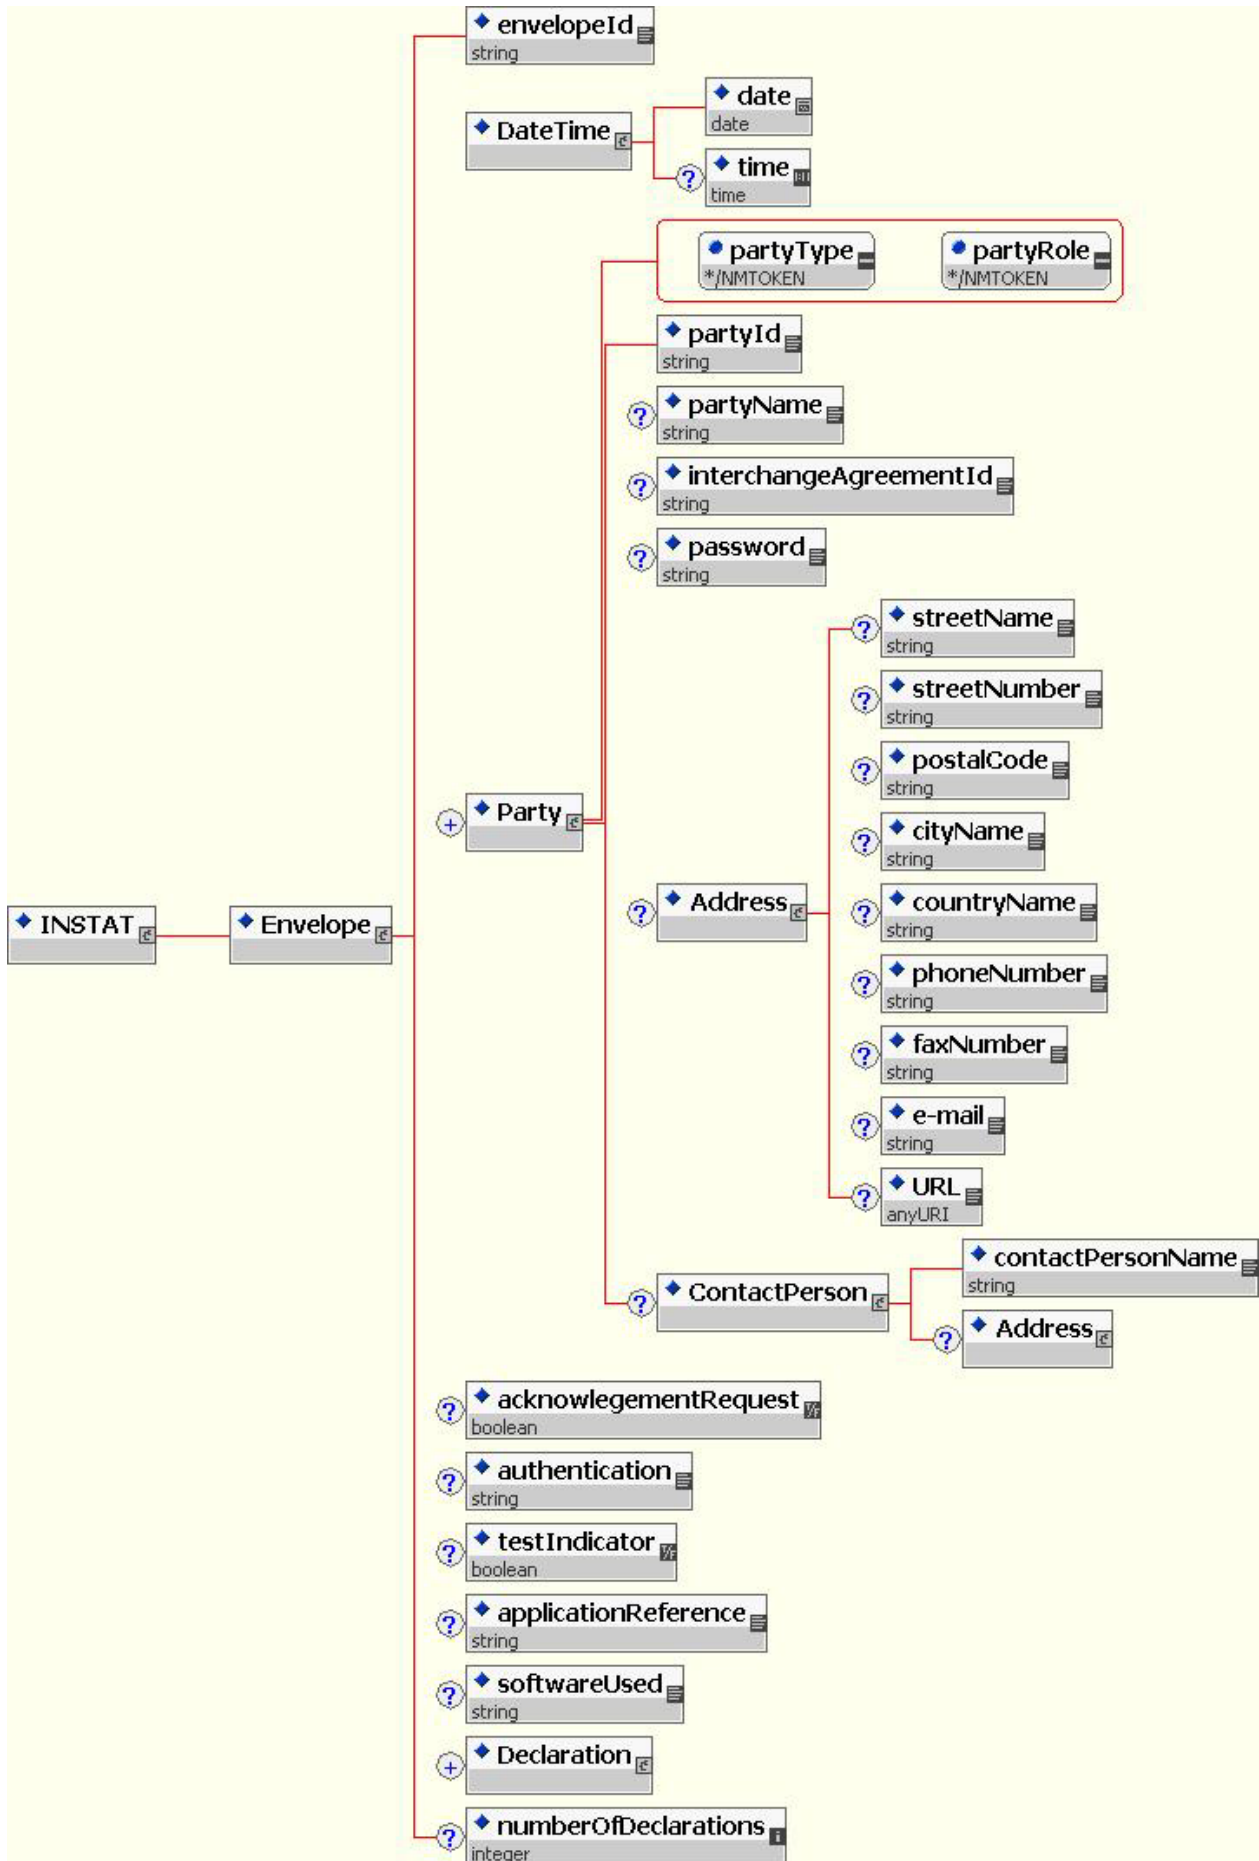 envelopeId
string
DateTime
date
date
?
time
time
partyType
*/NMTOKEN
partyRole
*/NMTOKEN
partyId
string
?
partyName
string
?
interchangeAgreementId
string
?
password
string
+
Party
?
Address
?
streetName
string
?
streetNumber
string
?
postalCode
string
?
cityName
string
?
countryName
string
?
phoneNumber
string
?
faxNumber
string
?
e-mail
string
?
URL
anyURI
INSTAT
Envelope
?
ContactPerson
contactPersonName
string
?
Address
?
acknowlegementRequest
boolean
?
authentication
string
?
testIndicator
boolean
?
applicationReference
string
?
softwareUsed
string
+
Declaration
?
numberOfDeclarations
integer